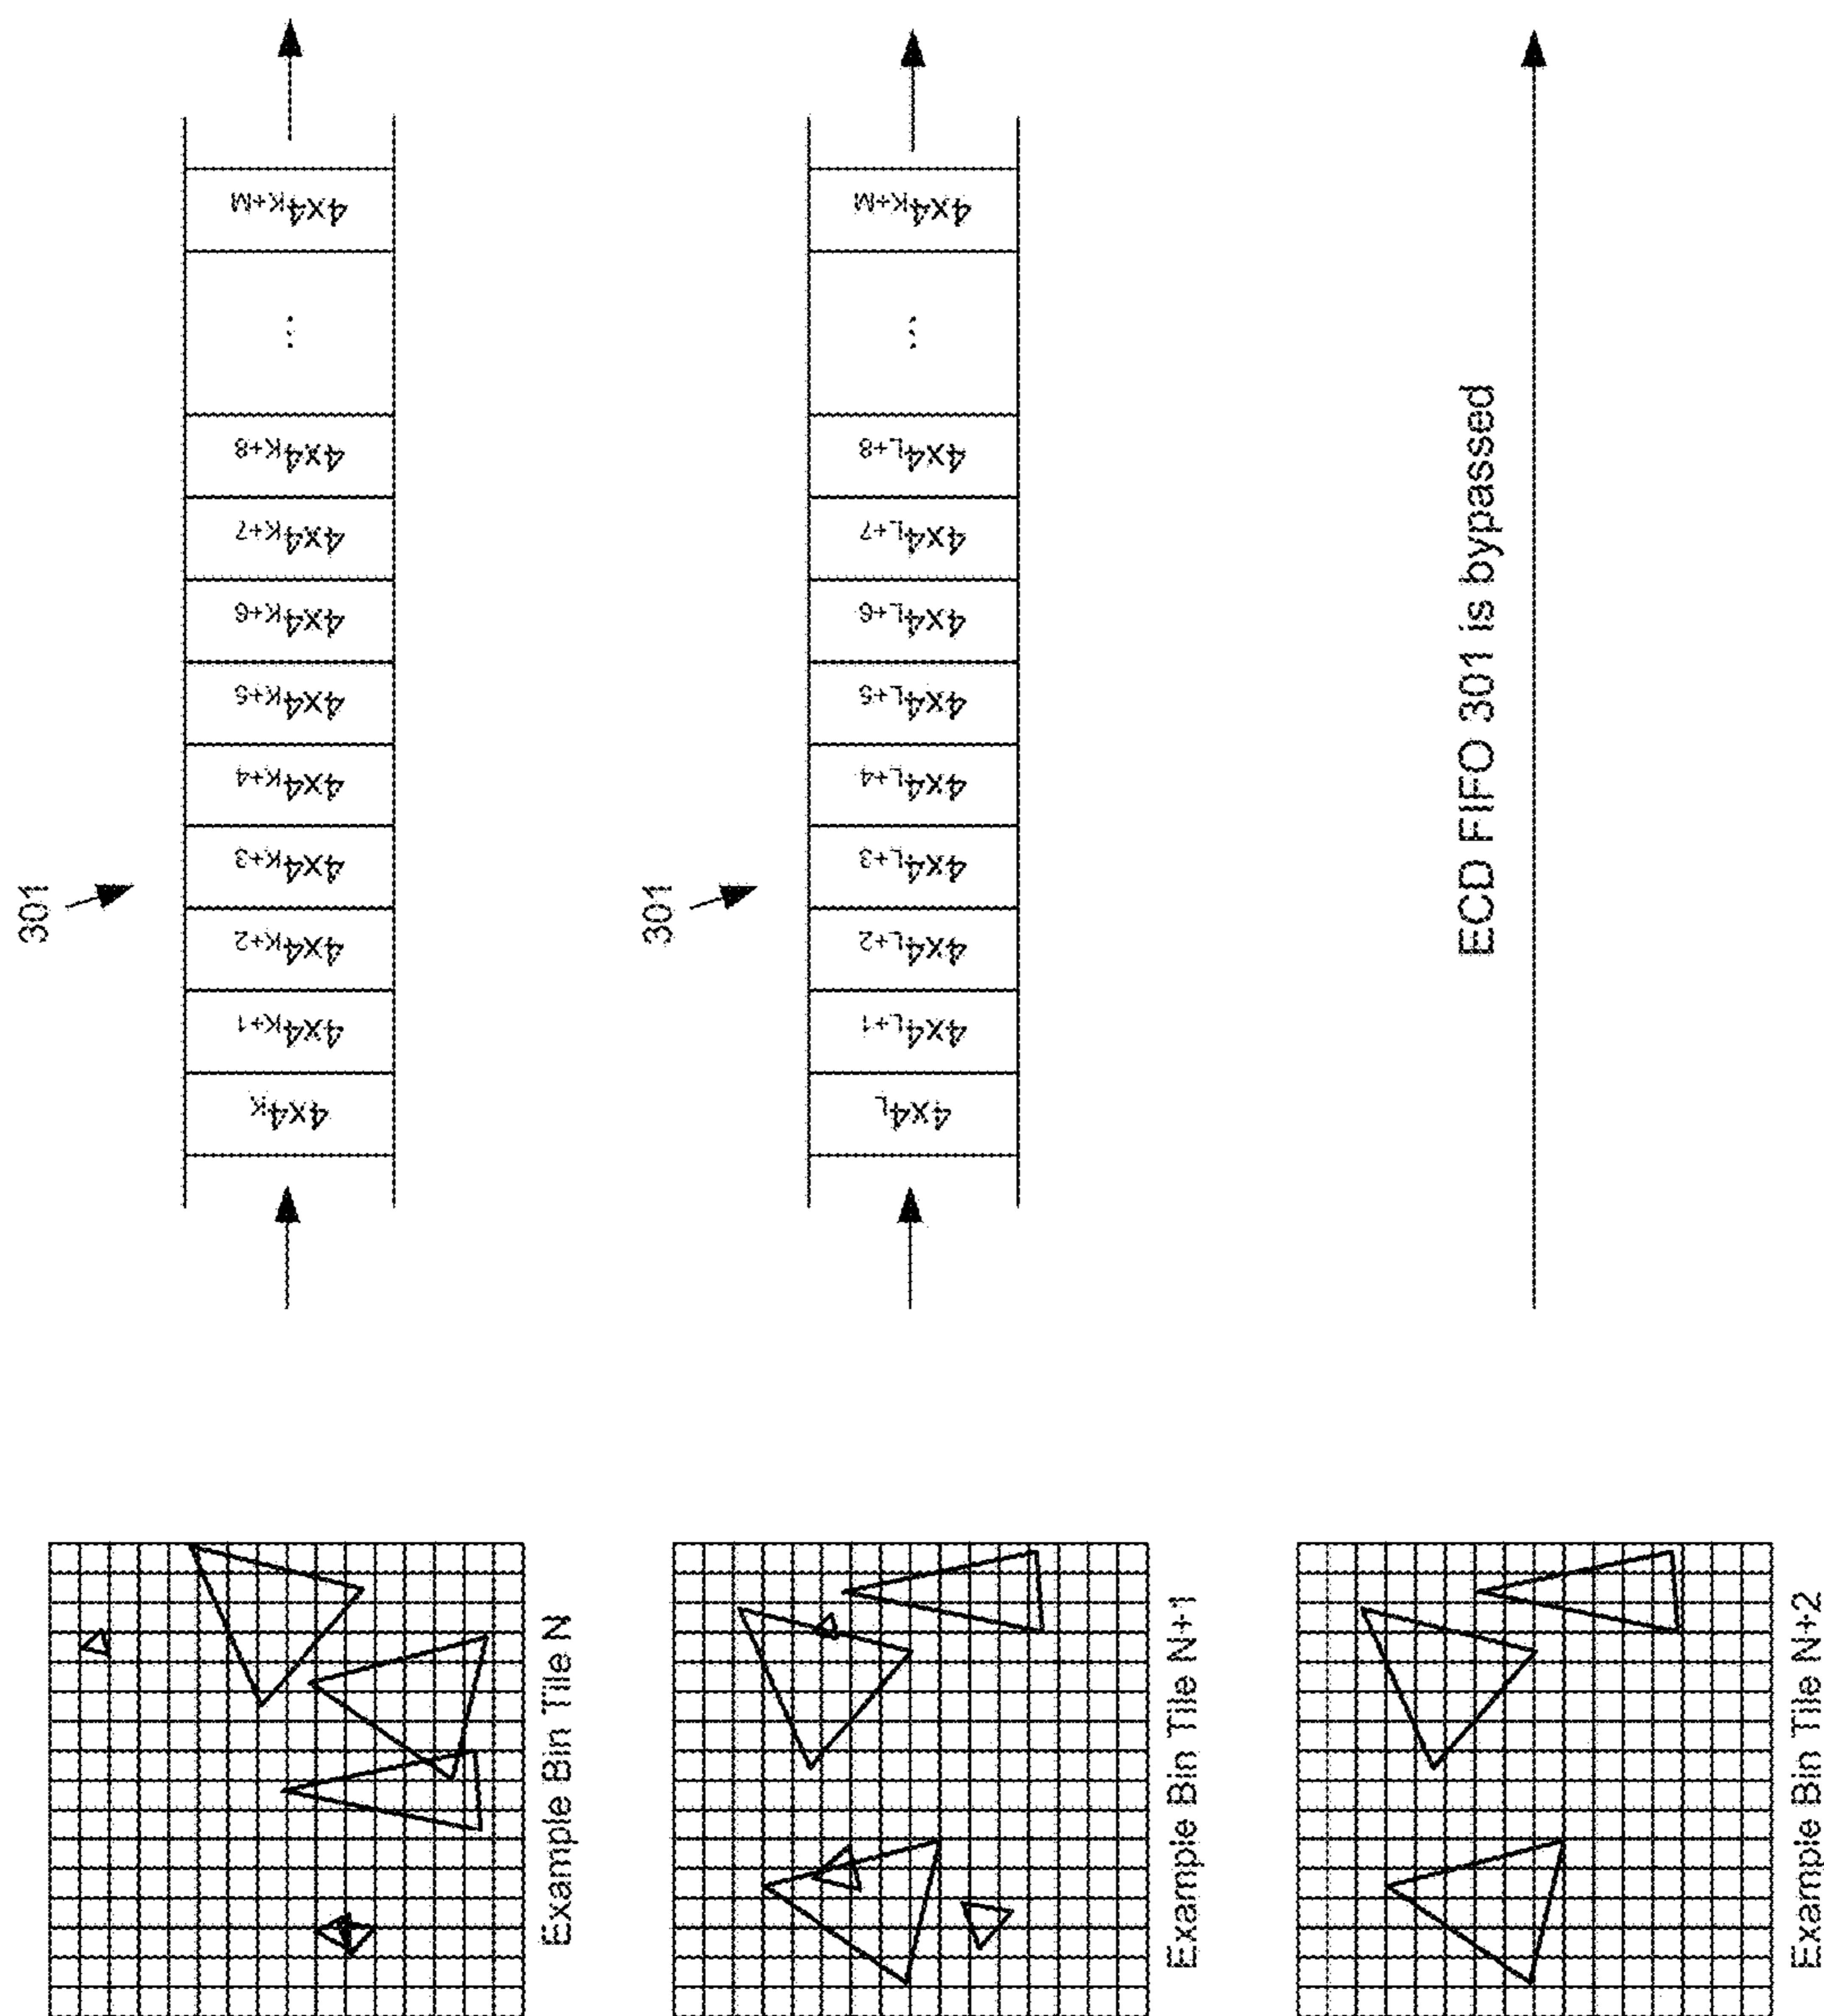 Example Bin Tile N
301
4X4K
4X4K+1
4X4K+2
4X4K+3
4X4K+4
4X4K+5
4X4K+6
4X4K+7
4X4K+8
...
4X4K+M
Example Bin Tile N+1
301
4X4L
4X4L+1
4X4L+2
4X4L+3
4X4L+4
4X4L+5
4X4L+6
4X4L+7
4X4L+8
...
4X4K+M
Example Bin Tile N+2
ECD FIFO 301 is bypassed